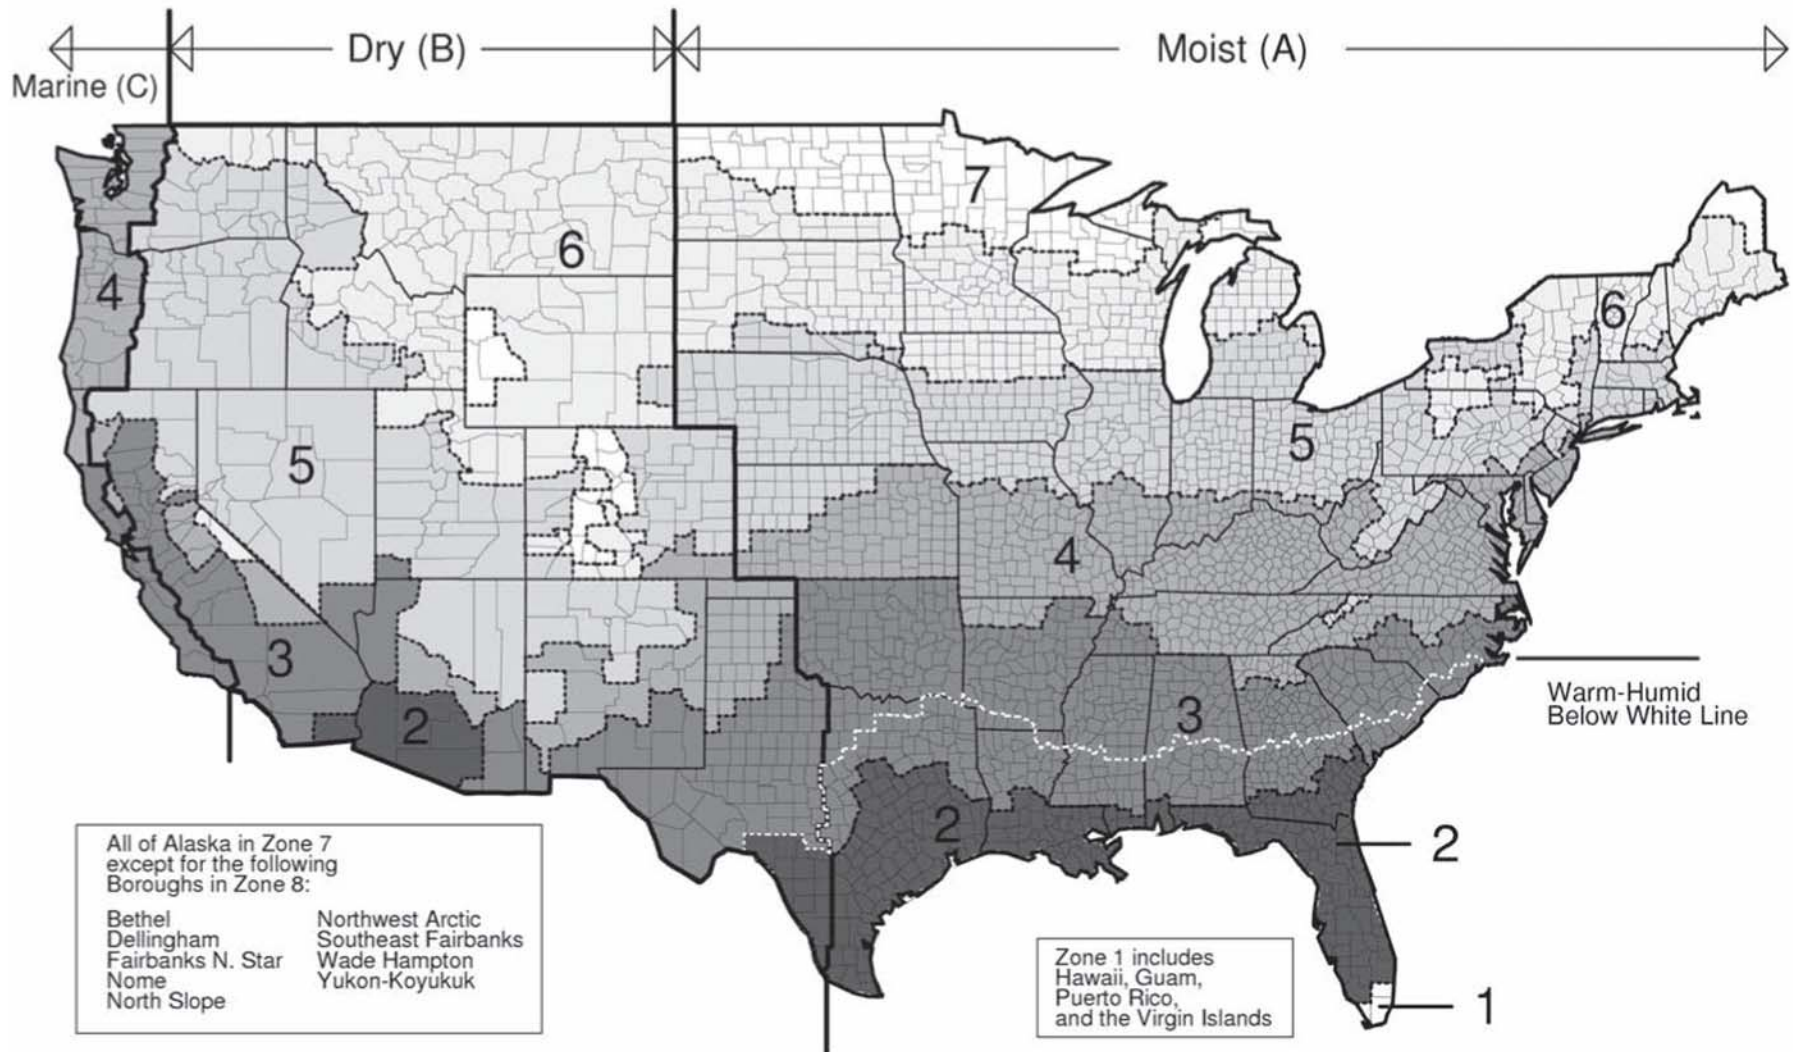 Dry (B)
Moist (A)
Marine (C)
7
6
4
6
5
5
4
3
3
2
2
Warm-Humid
Below White Line
2
1
All of Alaska in Zone 7
except for the following
Boroughs in Zone 8:
Bethel
Dellingham
Fairbanks N. Star
Nome
North Slope
Northwest Arctic
Southeast Fairbanks
Wade Hampton
Yukon-Koyukuk
Zone 1 includes
Hawaii, Guam,
Puerto Rico,
and the Virgin Islands